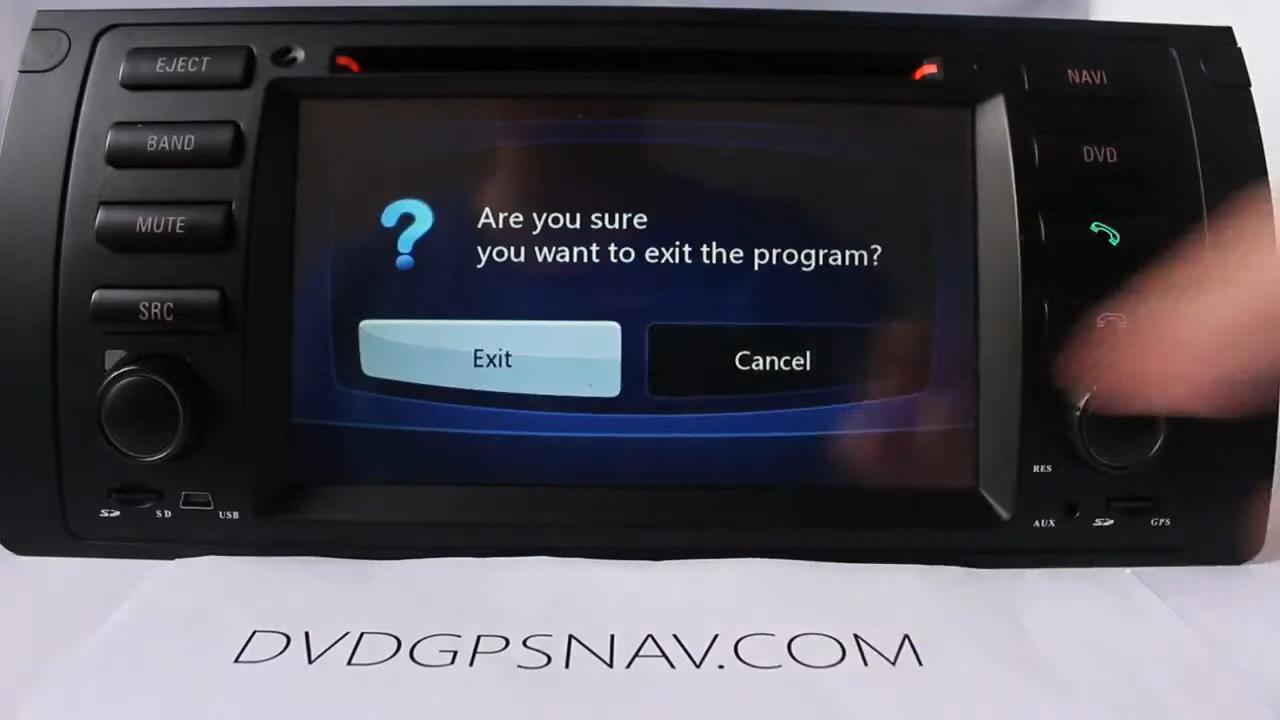 EJECT
BAND
MUTE
SRC
SD
USB
Are you sure
you want to exit the program?
Exit
Cancel
NAVI
DVD
RES
AUX
GPS
DVDGPSNAV.COM